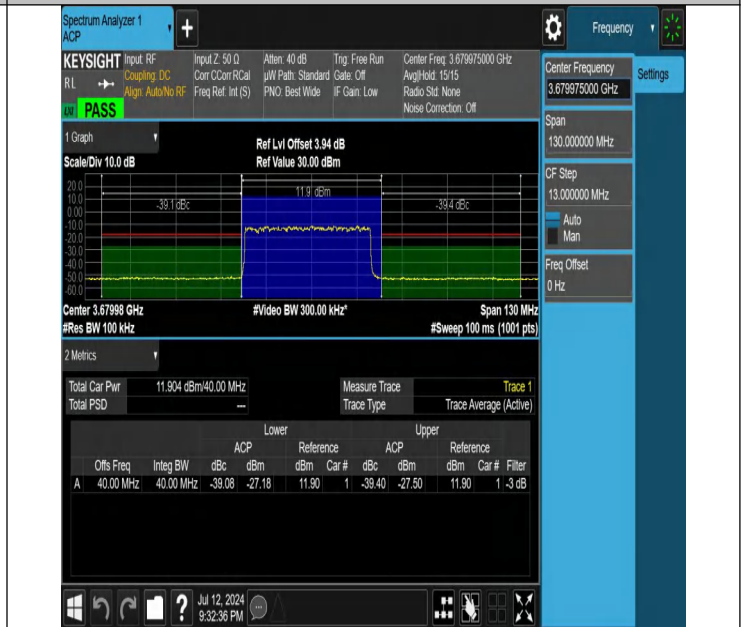 Spectrum Analyzer 1
ACP
+
Frequency
KEYSIGHT
RL
PASS
Input: RF
Coupling: DC
Align: Auto/No RF
Input Z: 50 Ω
Corr CCorr RCal
Freq Ref: Int (S)
Atten: 40 dB
µW Path: Standard
PNO: Best Wide
Trig: Free Run
Gate: Off
IF Gain: Low
Center Freq: 3.679975000 GHz
Avg|Hold: 15/15
Radio Std: None
Noise Correction: Off
Center Frequency
3.679975000 GHz
Settings
Span
130.000000 MHz
CF Step
13.000000 MHz
Auto
Man
Freq Offset
0 Hz
1 Graph
Scale/Div 10.0 dB
Ref Lvl Offset 3.94 dB
Ref Value 30.00 dBm
20.0
10.0
0.00
-10.0
-20.0
-30.0
-40.0
-50.0
-60.0
-39.1 dBc
11.9 dBm
-39.4 dBc
Center 3.67998 GHz #Video BW 300.00 kHz* Span 130 MHz
#Res BW 100 kHz #Sweep 100 ms (1001 pts)
2 Metrics
Total Car Pwr 11.904 dBm/40.00 MHz Measure Trace Trace 1
Total PSD --- Trace Type Trace Average (Active)
Lower Upper
ACP Reference ACP Reference
Offs Freq Integ BW dBc dBm dBm Car # dBc dBm dBm Car # Filter
A 40.00 MHz 40.00 MHz -39.08 -27.18 11.90 1 -39.40 -27.50 11.90 1 -3 dB
?
Jul 12, 2024
9:32:36 PM